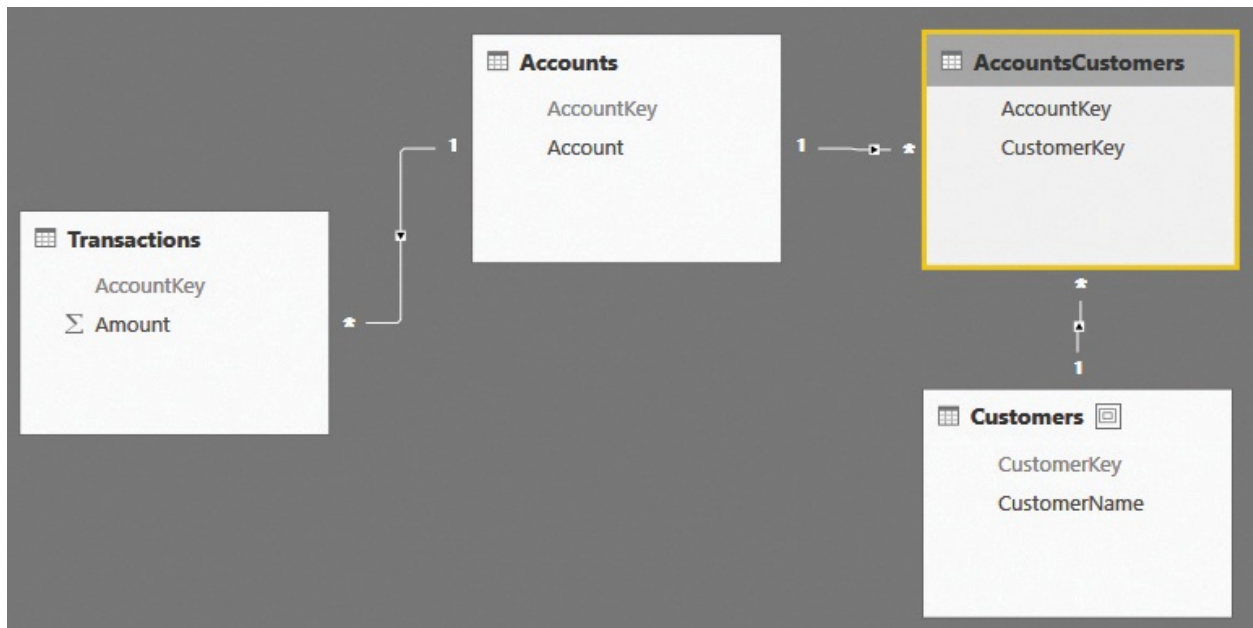 Accounts
AccountKey
Account
AccountsCustomers
AccountKey
CustomerKey
1
1
*
Transactions
AccountKey
Σ Amount
*
*
1
Customers
CustomerKey
CustomerName